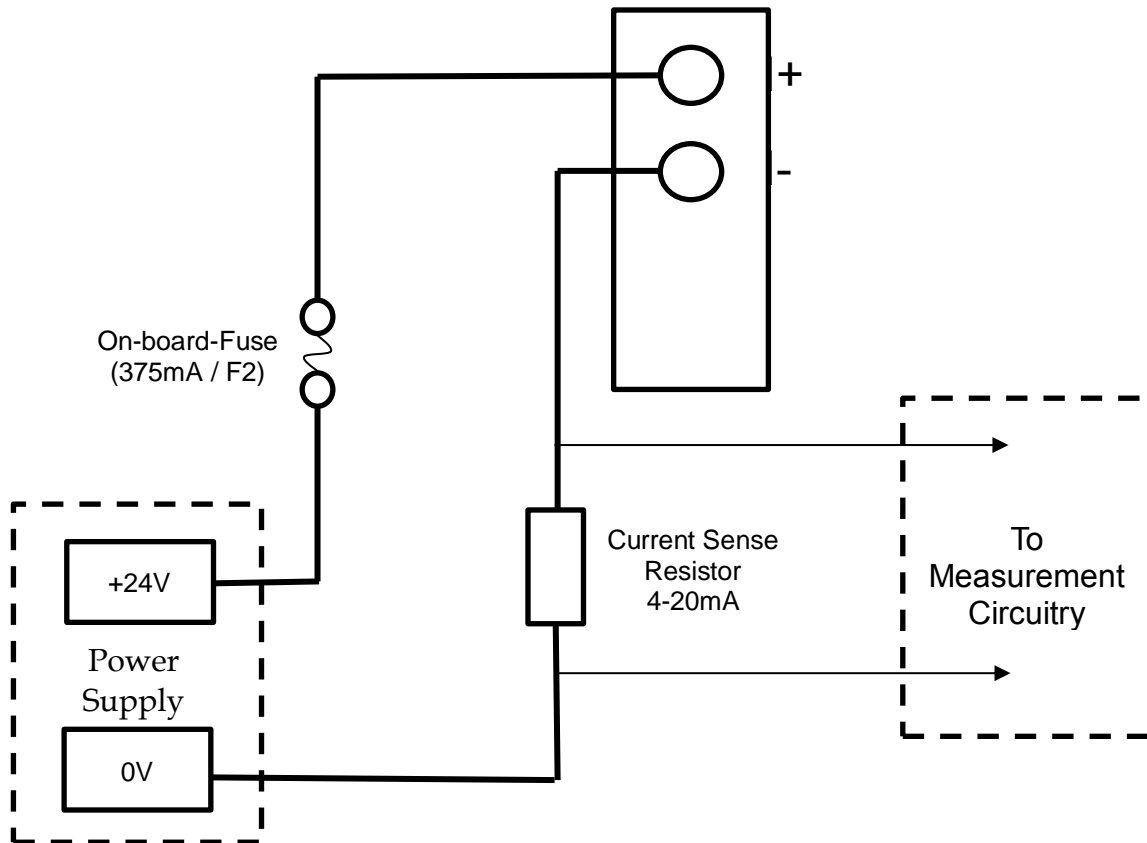 +
-
On-board-Fuse
(375mA / F2)
+24V
Power
Supply
0V
Current Sense
Resistor
4-20mA
To
Measurement
Circuitry